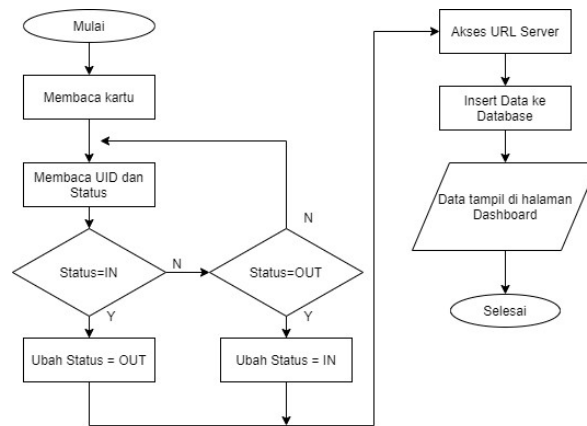 Mulai
Membaca kartu
Membaca UID dan
Status
Status=IN
N
Status=OUT
N
Y
Y
Ubah Status = OUT
Ubah Status = IN
Akses URL Server
Insert Data ke
Database
Data tampil di halaman
Dashboard
Selesai